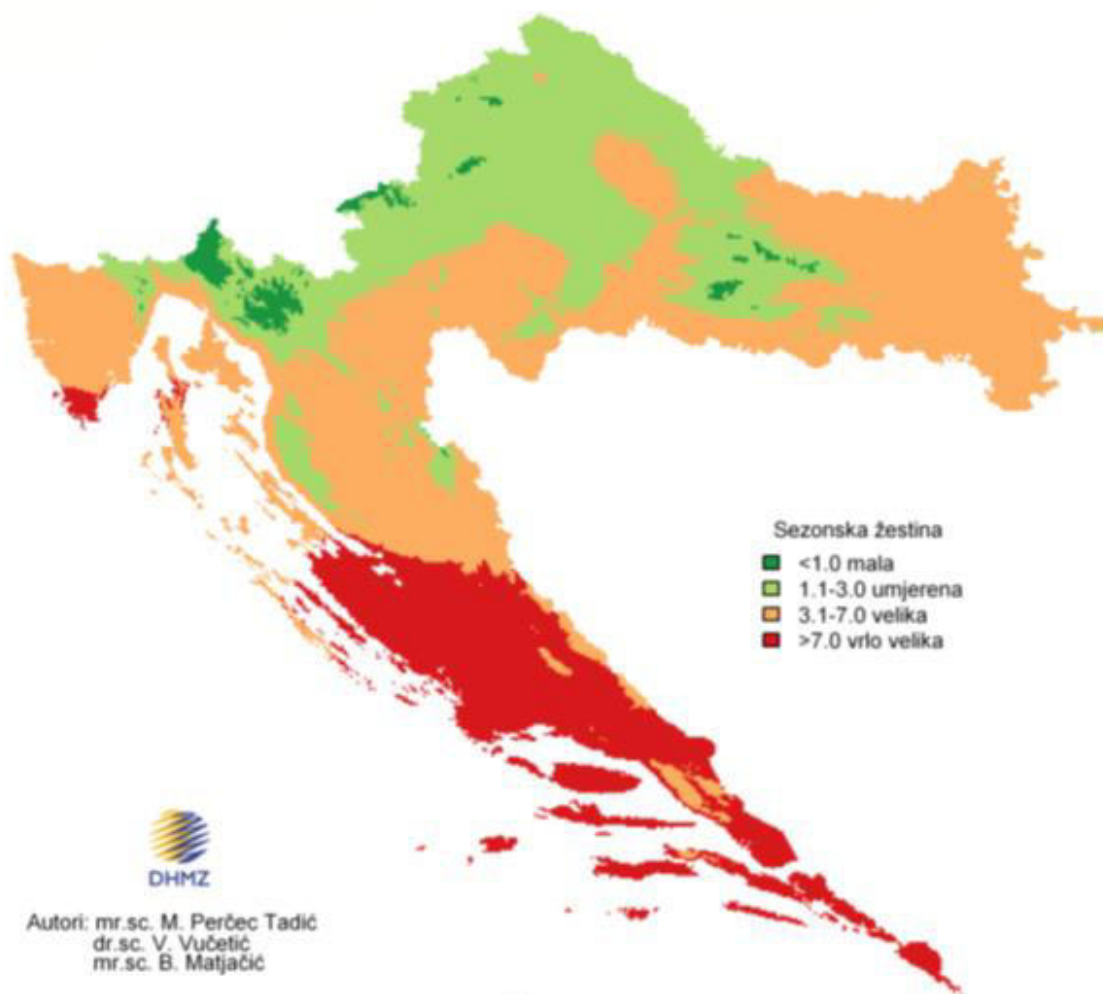 Sezonska žestina
<1.0 mala
1.1-3.0 umjerena
3.1-7.0 velika
>7.0 vrlo velika
DHMZ
Autori: mr.sc. M. Perčec Tadić
dr.sc. V. Vučetić
mr.sc. B. Matjačić